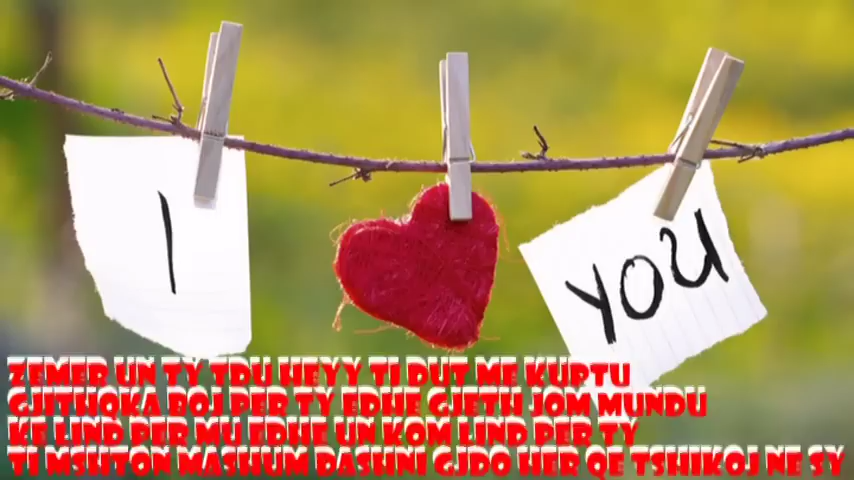 I
YOU
ZEMER UN TY TDU HEYY TI DUT ME KURTU
GJITHQKA BOJ PER TY EDHE GJETH JOM MUNDU
KE LIND PER MU EDHE UN KOM LIND PER TY
TI MSHTON MASHUM DASHNI GJDO HER QE TSHIKOJ NE SY